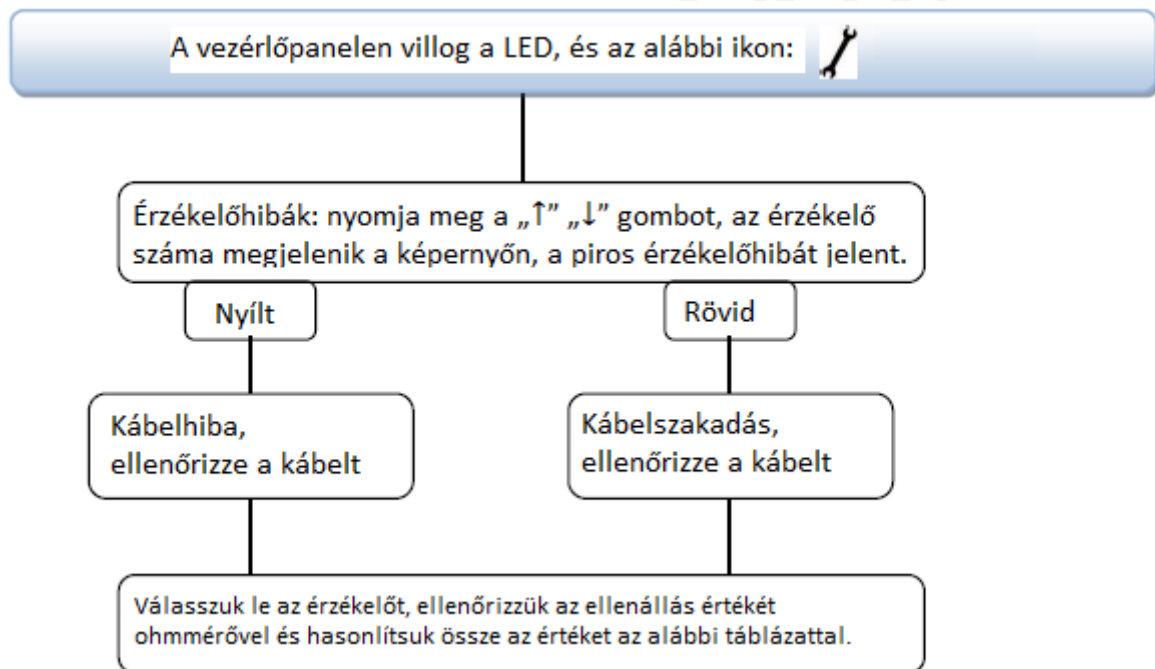 A vezérlőpanelen villog a LED, és az alábbi ikon:
Érzékelőhibák: nyomja meg a „↑” „↓” gombot, az érzékelő
száma megjelenik a képernyőn, a piros érzékelőhibát jelent.
Nyílt
Rövid
Kábelhiba,
ellenőrizze a kábelt
Kábelszakadás,
ellenőrizze a kábelt
Válasszuk le az érzékelőt, ellenőrizzük az ellenállás értékét
ohmmérővel és hasonlítsuk össze az értéket az alábbi táblázattal.